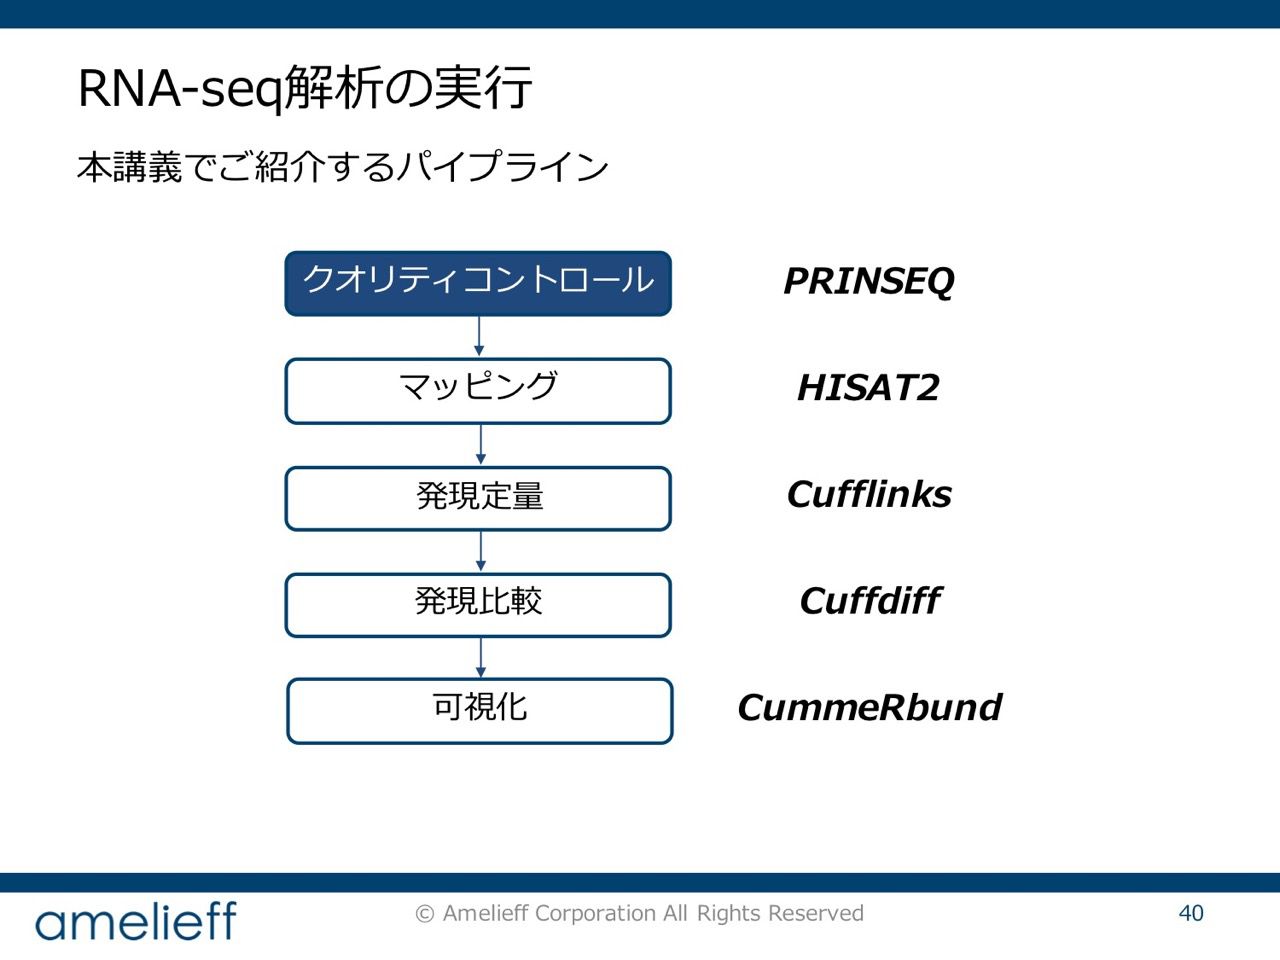 RNA-seq解析の実行
本講義でご紹介するパイプライン
クオリティコントロール PRINSEQ
マッピング HISAT2
発現定量 Cufflinks
発現比較 Cuffdiff
可視化 CummeRbund
amelieff © Amelieff Corporation All Rights Reserved 40